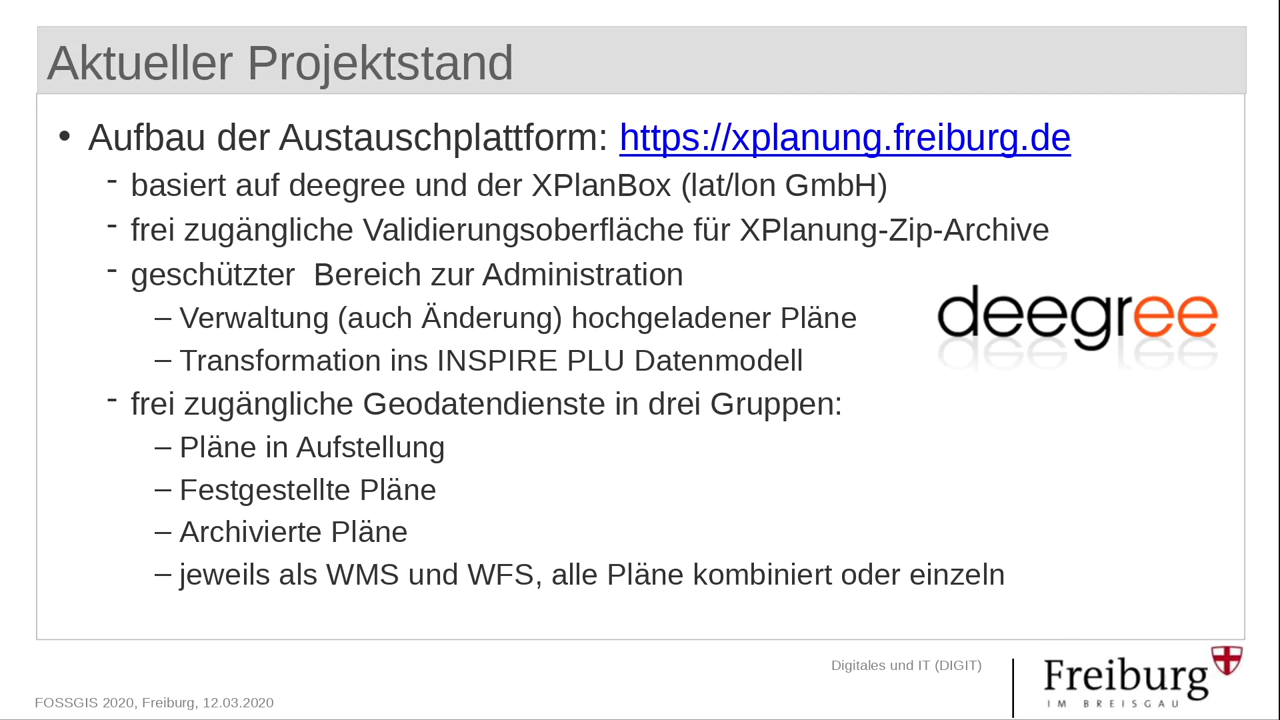 Aktueller Projektstand
• Aufbau der Austauschplattform: https://xplanung.freiburg.de
- basiert auf deegree und der XPlanBox (lat/lon GmbH)
- frei zugängliche Validierungsoberfläche für XPlanung-Zip-Archive
- geschützter  Bereich zur Administration
– Verwaltung (auch Änderung) hochgeladener Pläne
– Transformation ins INSPIRE PLU Datenmodell
deegree
- frei zugängliche Geodatendienste in drei Gruppen:
– Pläne in Aufstellung
– Festgestellte Pläne
– Archivierte Pläne
– jeweils als WMS und WFS, alle Pläne kombiniert oder einzeln
Digitales und IT (DIGIT)
Freiburg
IM BREISGAU
FOSSGIS 2020, Freiburg, 12.03.2020